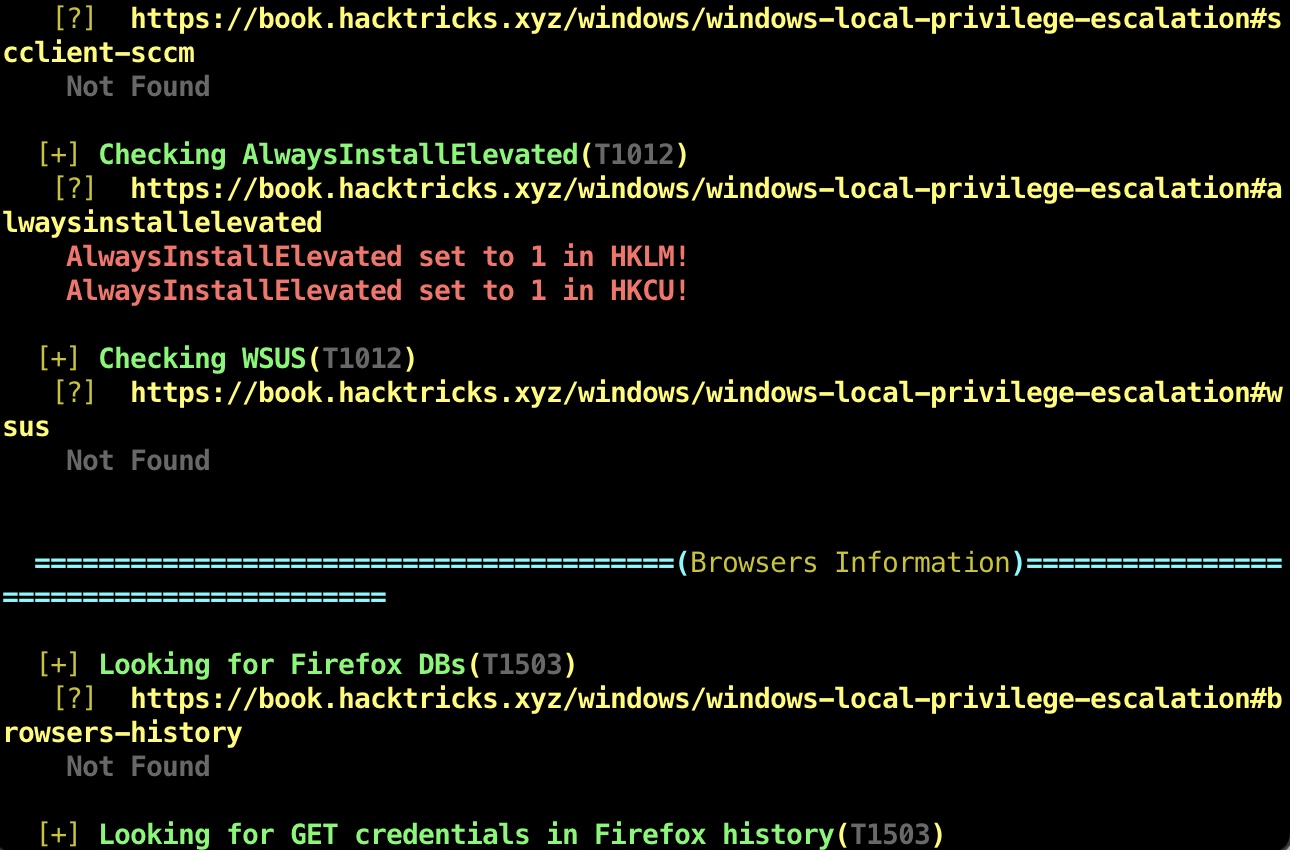 [?]  https://book.hacktricks.xyz/windows/windows-local-privilege-escalation#s
cclient-sccm
Not Found
[+] Checking AlwaysInstallElevated(T1012)
[?]  https://book.hacktricks.xyz/windows/windows-local-privilege-escalation#a
lwaysinstallelevated
AlwaysInstallElevated set to 1 in HKLM!
AlwaysInstallElevated set to 1 in HKCU!
[+] Checking WSUS(T1012)
[?]  https://book.hacktricks.xyz/windows/windows-local-privilege-escalation#w
sus
Not Found
========================================(Browsers Information)================
========================
[+] Looking for Firefox DBs(T1503)
[?]  https://book.hacktricks.xyz/windows/windows-local-privilege-escalation#b
rowsers-history
Not Found
[+] Looking for GET credentials in Firefox history(T1503)